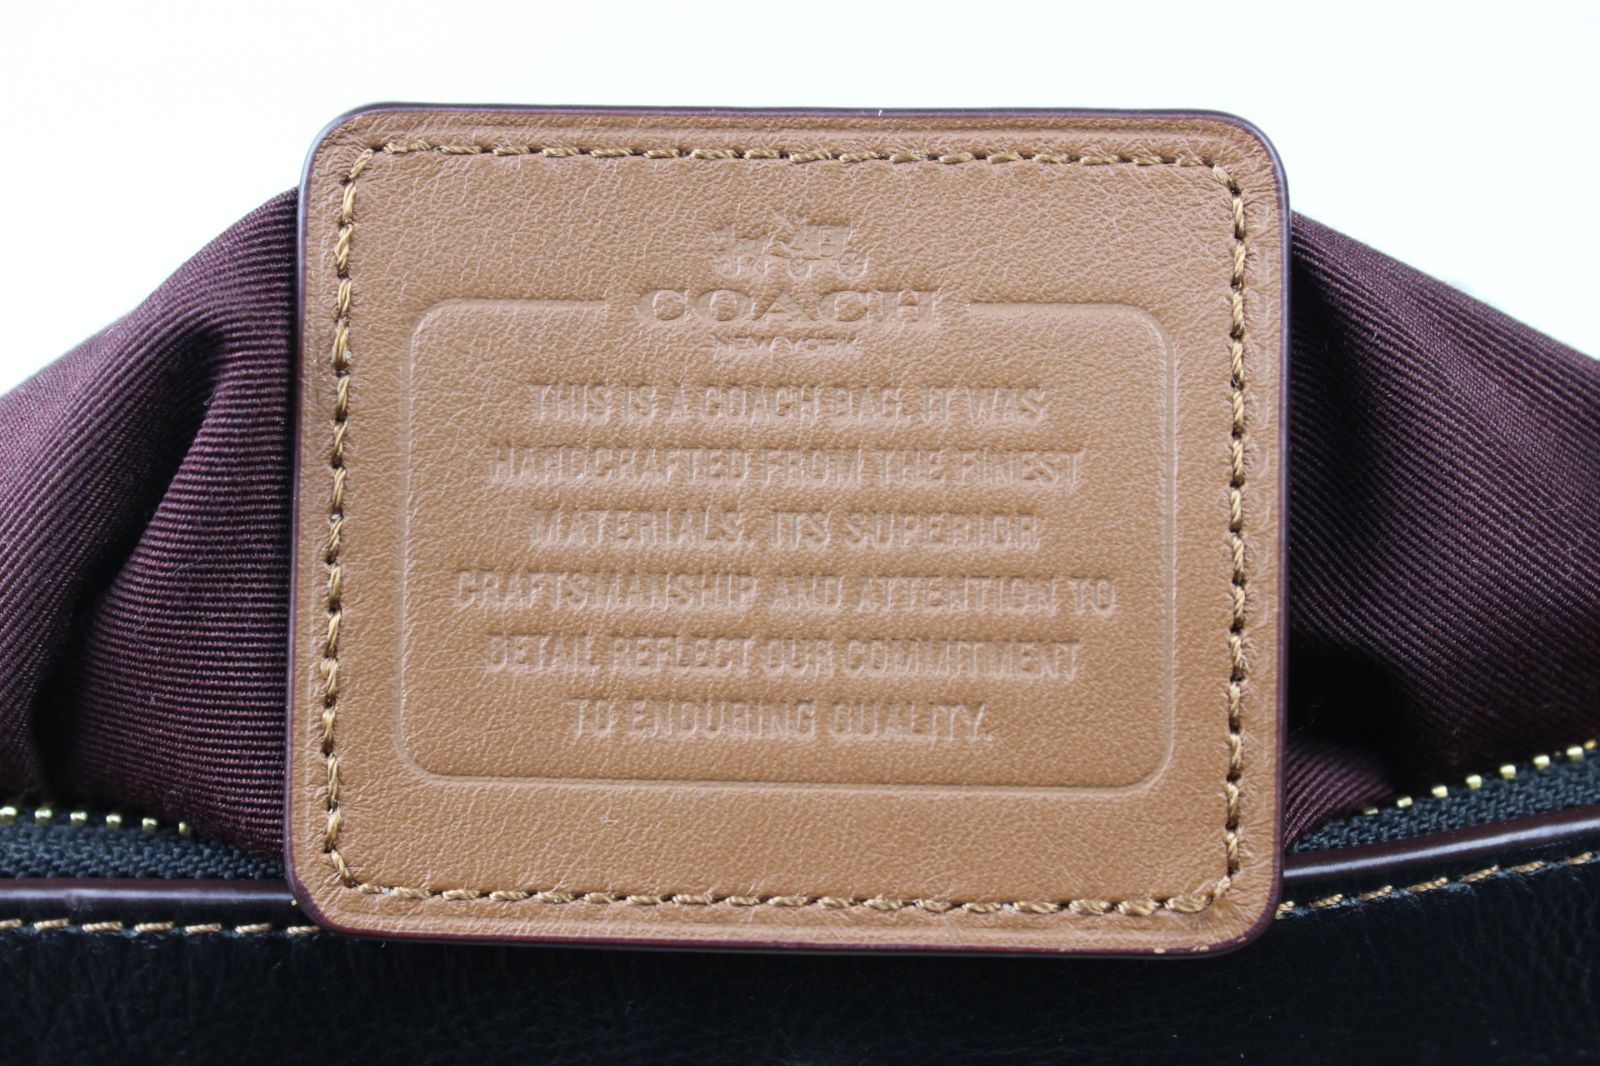 COACH
NEW YORK
THIS IS A COACH BAG. IT WAS
HANDCRAFTED FROM THE FINEST
MATERIALS. ITS SUPERIOR
CRAFTSMANSHIP AND ATTENTION TO
DETAIL REFLECT OUR COMMITMENT
TO ENDURING QUALITY.